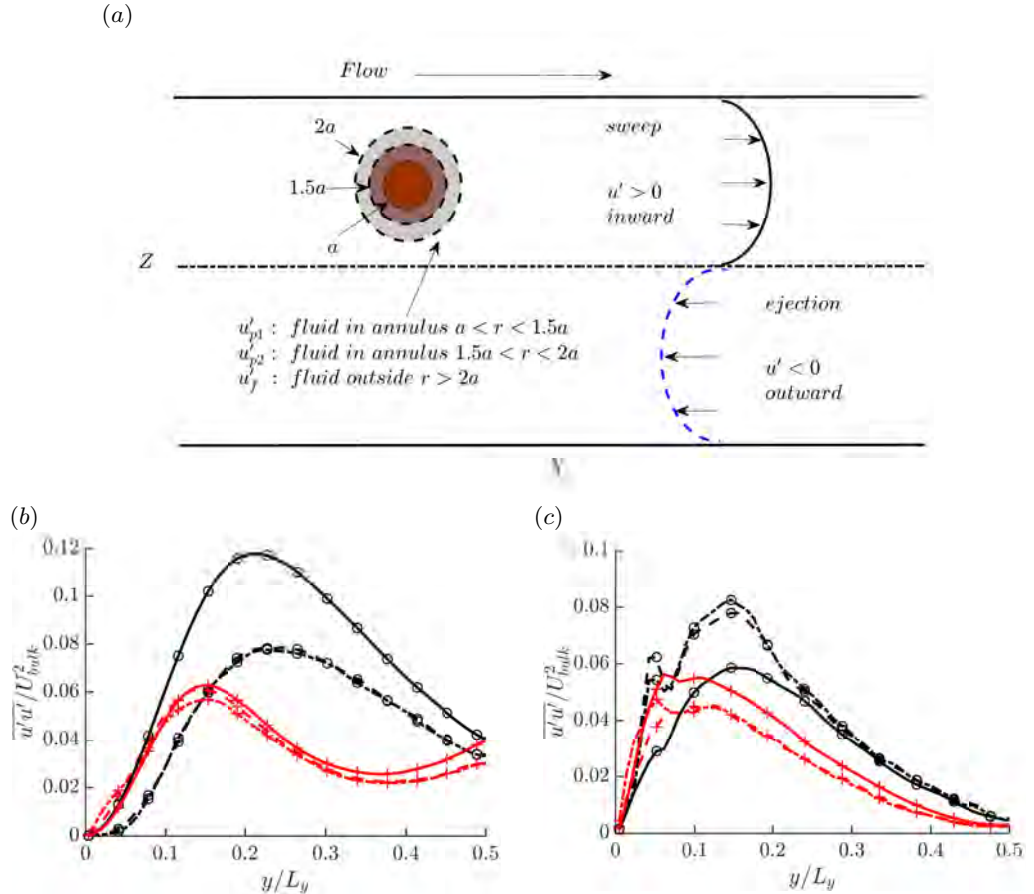 (a)
Flow
2a
sweep
1.5a
u′ > 0
inward
a
Z
ejection
u′p1 : fluid in annulus a < r < 1.5a
u′p2 : fluid in annulus 1.5a < r < 2a
u′f : fluid outside r > 2a
u′ < 0
outward
(b)
(c)
0.12
0.1
0.08
0.06
0.04
0.02
0
u′u′/U²bulk
0 0.1 0.2 0.3 0.4 0.5
y/Ly
0.1
0.08
0.06
0.04
0.02
0
u′u′/U²bulk
0 0.1 0.2 0.3 0.4 0.5
y/Ly